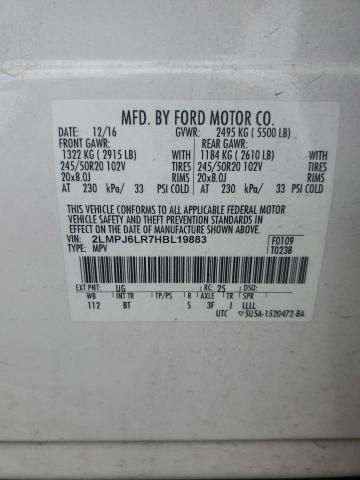 MFD. BY FORD MOTOR CO.
DATE: 12/16 GVWR: 2495 KG ( 5500 LB)
FRONT GAWR: REAR GAWR:
1322 KG ( 2915 LB) WITH 1184 KG ( 2610 LB) WITH
245/50R20 102V TIRES 245/50R20 102V TIRES
20x8.0J RIMS 20x8.0J RIMS
AT 230 kPa/ 33 PSI COLD AT 230 kPa/ 33 PSI COLD
THIS VEHICLE CONFORMS TO ALL APPLICABLE FEDERAL MOTOR
VEHICLE SAFETY AND THEFT PREVENTION STANDARDS IN EFFECT ON THE
DATE OF MANUFACTURE SHOWN ABOVE.
VIN: 2LMPJ6LR7HBL19883 F0109
TYPE: MPV T0238
EXT PNT: UG RC: 25 DSO:
WB INT TR TP/PS R AXLE TR SPR
112 BT S 3F J LLLL
UTC ▽5U5A-1520472-BA